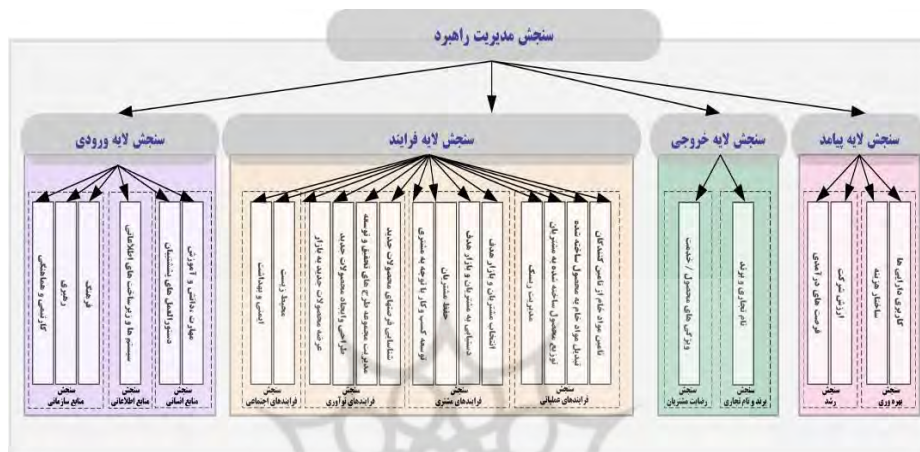 سنجش مدیریت راهبرد
سنجش لایه پیامد
سنجش لایه خروجی
سنجش لایه فرایند
سنجش لایه ورودی
کاربری دارایی ها
ساختار هزینه
ارزش شرکت
فرصت های درآمدی
نام تجاری و برند
ویژگی های محصول / خدمت
تامین مواد خام از تامین کنندگان
تبدیل مواد خام به محصول ساخته شده
توزیع محصول ساخته شده به مشتریان
مدیریت ریسک
انتخاب مشتریان و بازار هدف
دستیابی به مشتریان و بازار هدف
حفظ مشتریان
توسعه کسب و کار با توجه به مشتری
شناسایی فرصتهای محصولات جدید
مدیریت مجموعه طرح های تحقیق و توسعه
طراحی و ایجاد محصولات جدید
عرضه محصولات جدید به بازار
محیط زیست
ایمنی و بهداشت
مهارت ،دانش و آموزش
دستورالعمل های پشتیبان
سیستم ها و زیرساخت های اطلاعاتی
فرهنگ
رهبری
کارتیمی و هماهنگی
سنجش
بهره وری
سنجش
رشد
سنجش
برند و نام تجاری
سنجش
رضایت مشتریان
سنجش
فرایندهای عملیاتی
سنجش
فرایندهای مشتری
سنجش
فرایندهای نوآوری
سنجش
فرایندهای اجتماعی
سنجش
منابع انسانی
سنجش
منابع اطلاعاتی
سنجش
منابع سازمانی